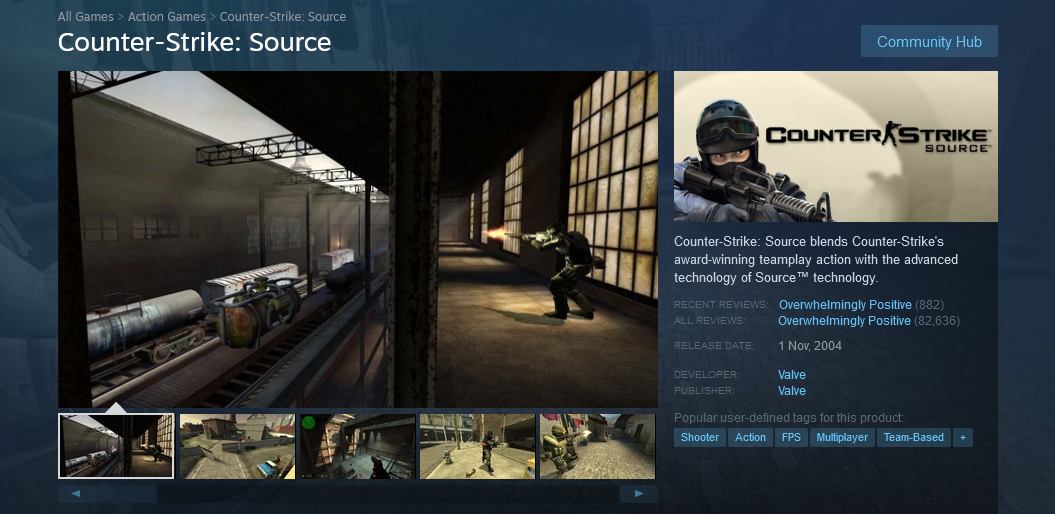 All Games > Action Games > Counter-Strike: Source
Counter-Strike: Source
Community Hub
COUNTER STRIKE™
SOURCE
Counter-Strike: Source blends Counter-Strike's
award-winning teamplay action with the advanced
technology of Source™ technology.
RECENT REVIEWS: Overwhelmingly Positive (882)
ALL REVIEWS: Overwhelmingly Positive (82,636)
RELEASE DATE: 1 Nov, 2004
DEVELOPER: Valve
PUBLISHER: Valve
Popular user-defined tags for this product:
Shooter Action FPS Multiplayer Team-Based +